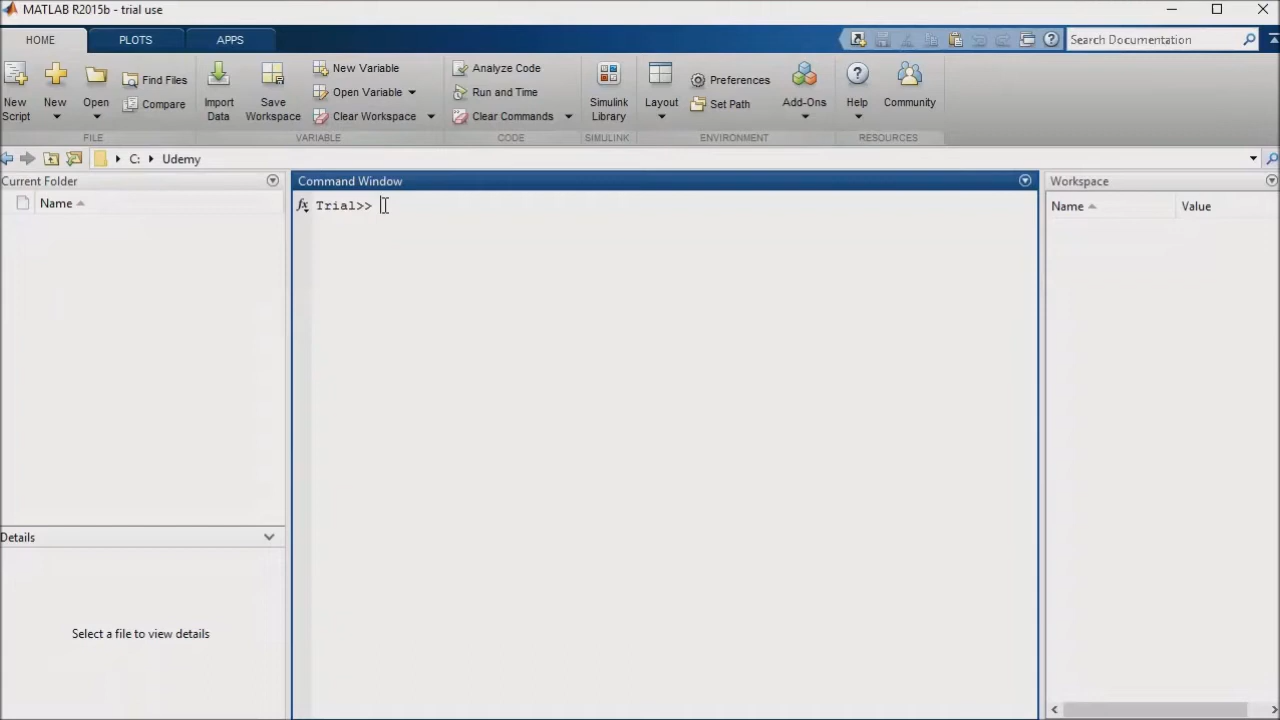 MATLAB R2015b - trial use
HOME PLOTS APPS
Search Documentation
New Script
New
Open
Find Files
Compare
FILE
Import Data
Save Workspace
New Variable
Open Variable
Clear Workspace
VARIABLE
Analyze Code
Run and Time
Clear Commands
CODE
Simulink Library
SIMULINK
Layout
Preferences
Set Path
Add-Ons
ENVIRONMENT
Help
Community
RESOURCES
C: Udemy
Current Folder
Name
Details
Select a file to view details
Command Window
fx Trial>>
Workspace
Name Value